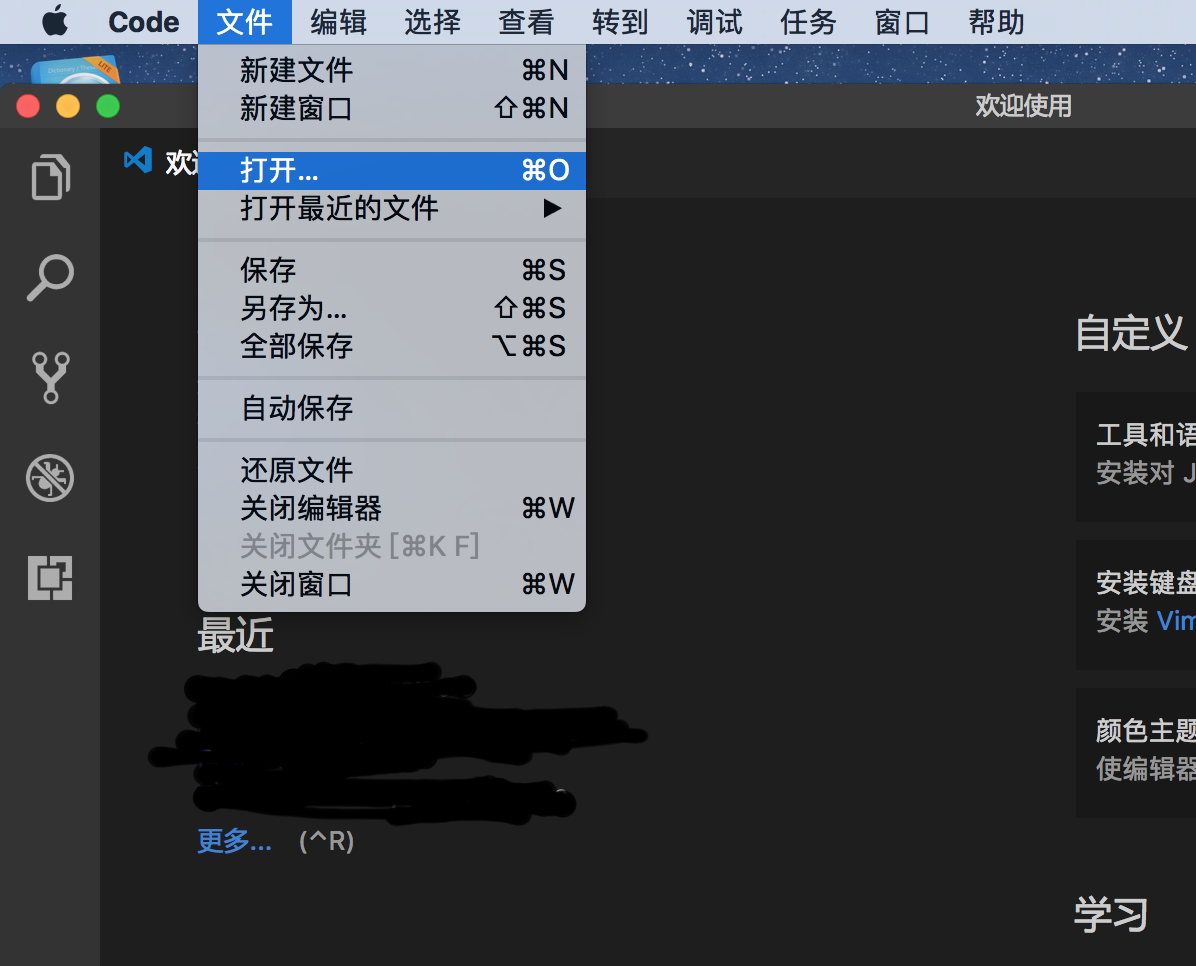 Code 文件 编辑 选择 查看 转到 调试 任务 窗口 帮助
新建文件 ⌘N
新建窗口 ⇧⌘N
打开... ⌘O
打开最近的文件 ▶
保存 ⌘S
另存为... ⇧⌘S
全部保存 ⌥⌘S
自动保存
还原文件
关闭编辑器 ⌘W
关闭文件夹 [⌘K F]
关闭窗口 ⌘W
欢迎使用
欢
最近
更多... (^R)
自定义
工具和语
安装对 J
安装键盘
安装 Vim
颜色主题
使编辑器
学习